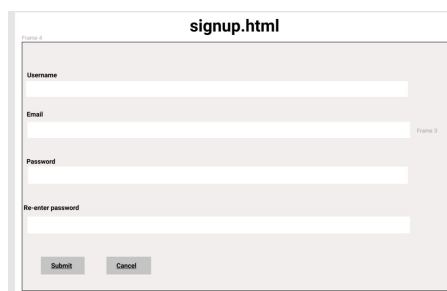 signup.html
Frame 4
Username
Email
Frame 3
Password
Re-enter password
Submit Cancel